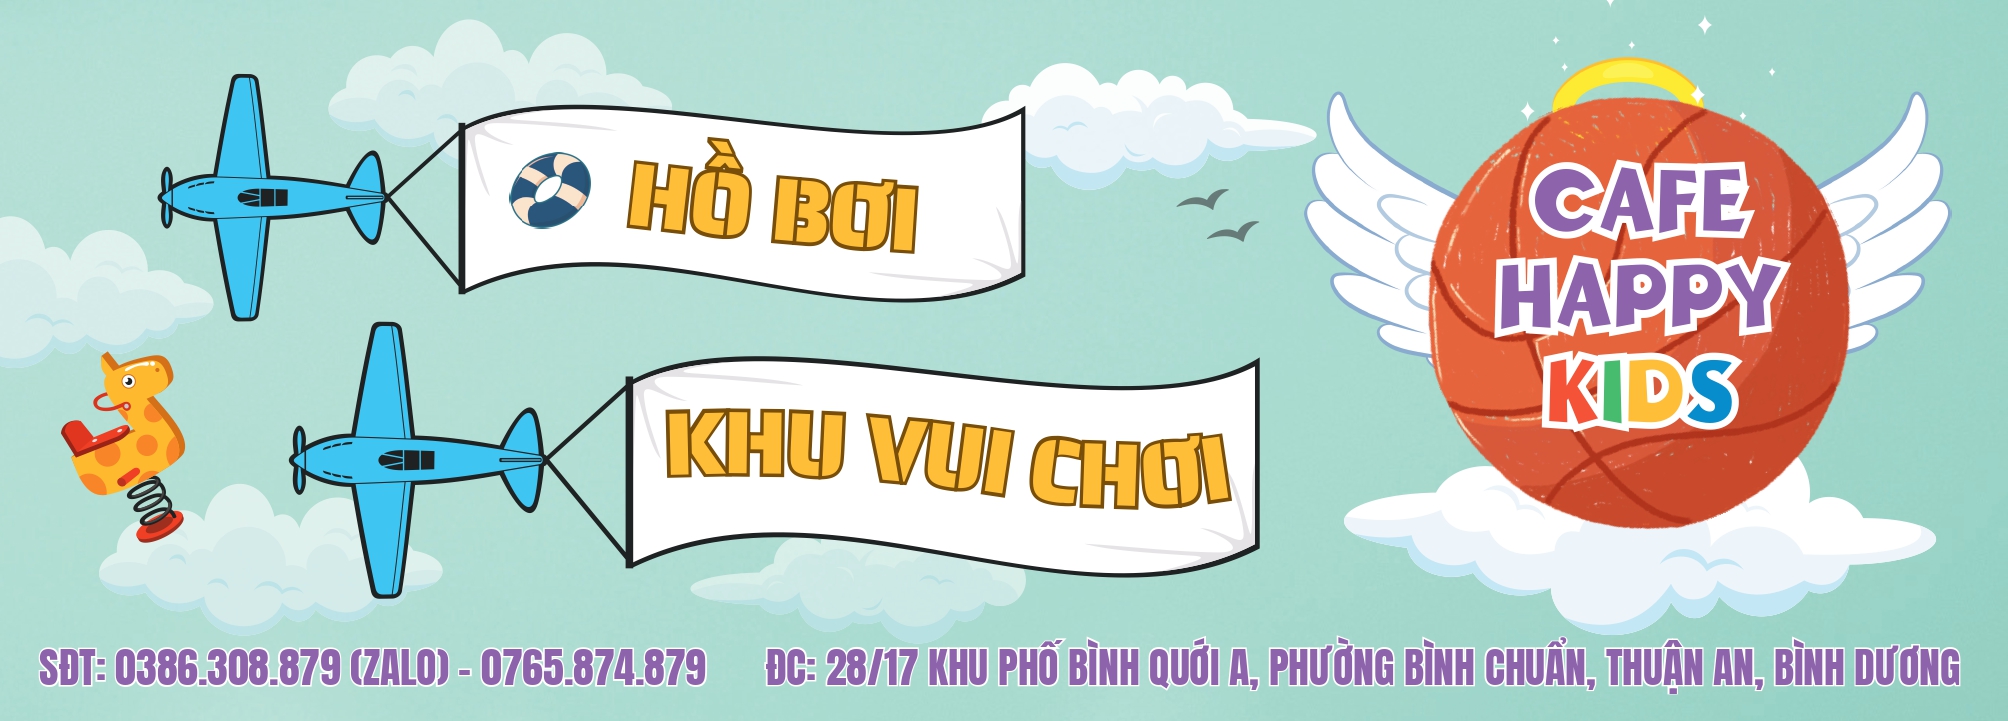 HỒ BƠI
KHU VUI CHƠI
CAFE
HAPPY
KIDS
SĐT: 0386.308.879 (ZALO) - 0765.874.879
ĐC: 28/17 KHU PHỐ BÌNH QUỚI A, PHƯỜNG BÌNH CHUẨN, THUẬN AN, BÌNH DƯƠNG